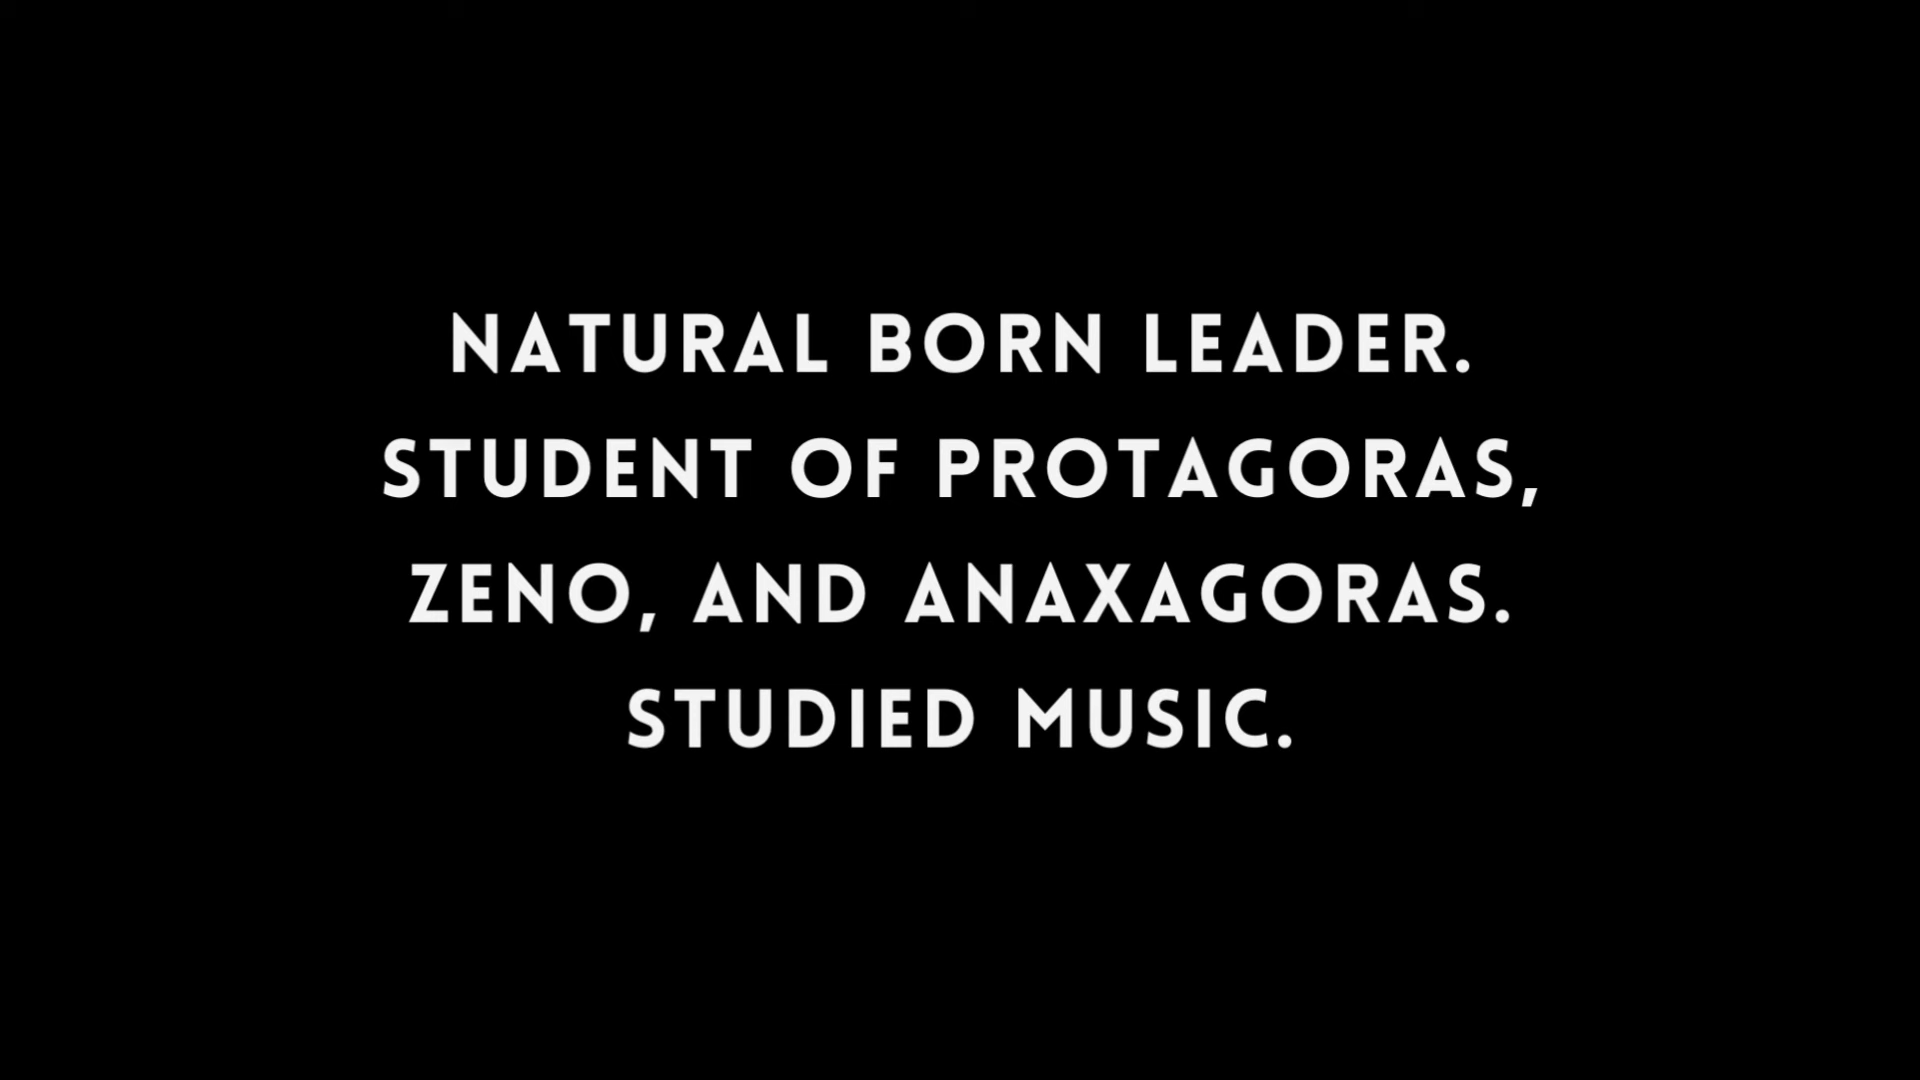 NATURAL BORN LEADER.
STUDENT OF PROTAGORAS,
ZENO, AND ANAXAGORAS.
STUDIED MUSIC.